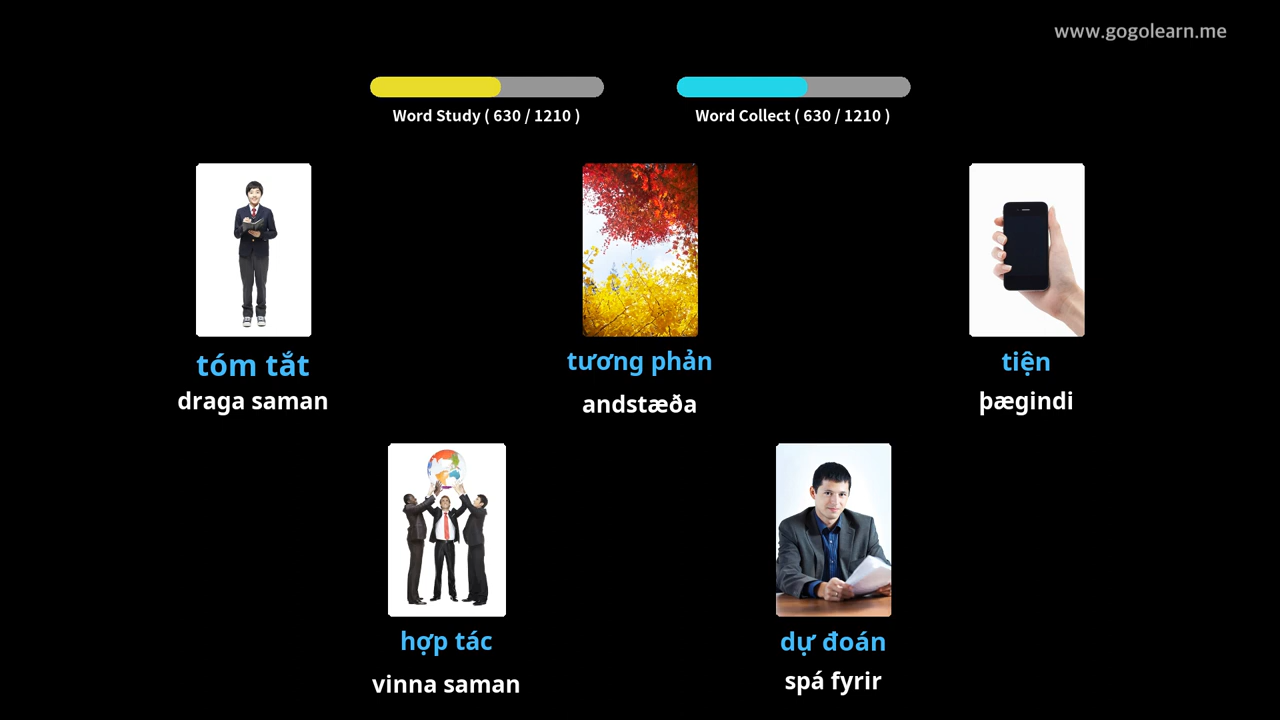 www.gogolearn.me
Word Study ( 630 / 1210 )
Word Collect ( 630 / 1210 )
tóm tắt
draga saman
tương phản
andstæða
tiện
þægindi
hợp tác
vinna saman
dự đoán
spá fyrir